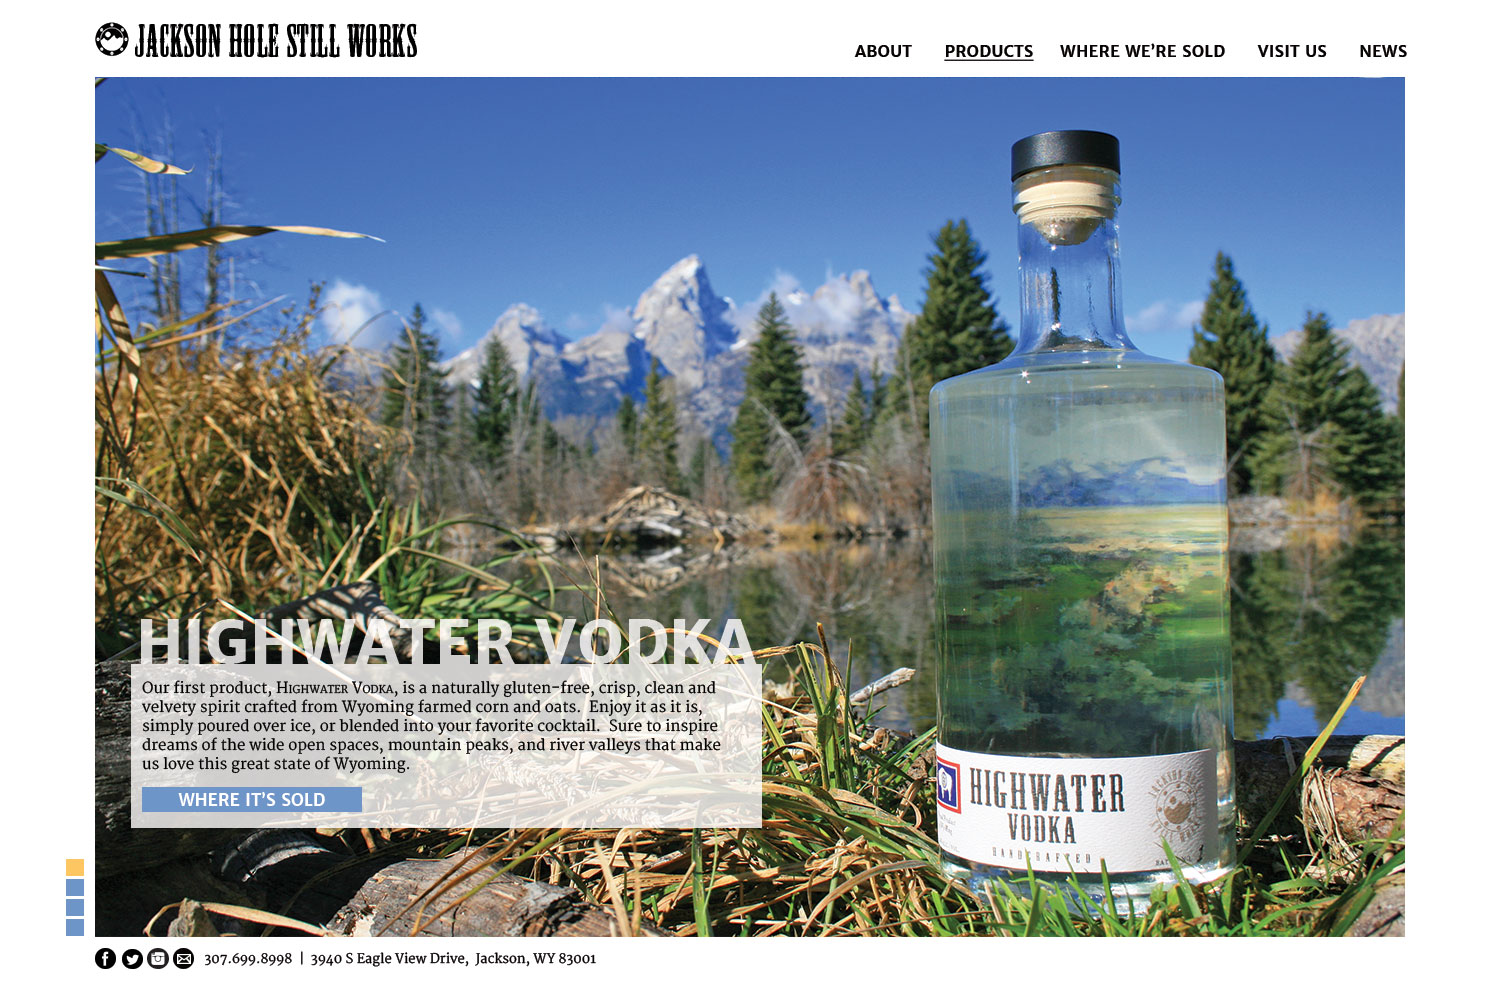 JACKSON HOLE STILL WORKS
ABOUT PRODUCTS WHERE WE'RE SOLD VISIT US NEWS
HIGHWATER VODKA
Our first product, Highwater Vodka, is a naturally gluten-free, crisp, clean and
velvety spirit crafted from Wyoming farmed corn and oats.  Enjoy it as it is,
simply poured over ice, or blended into your favorite cocktail.  Sure to inspire
dreams of the wide open spaces, mountain peaks, and river valleys that make
us love this great state of Wyoming.
WHERE IT'S SOLD
HIGHWATER
VODKA
HANDCRAFTED
307.699.8998 | 3940 S Eagle View Drive,  Jackson, WY 83001